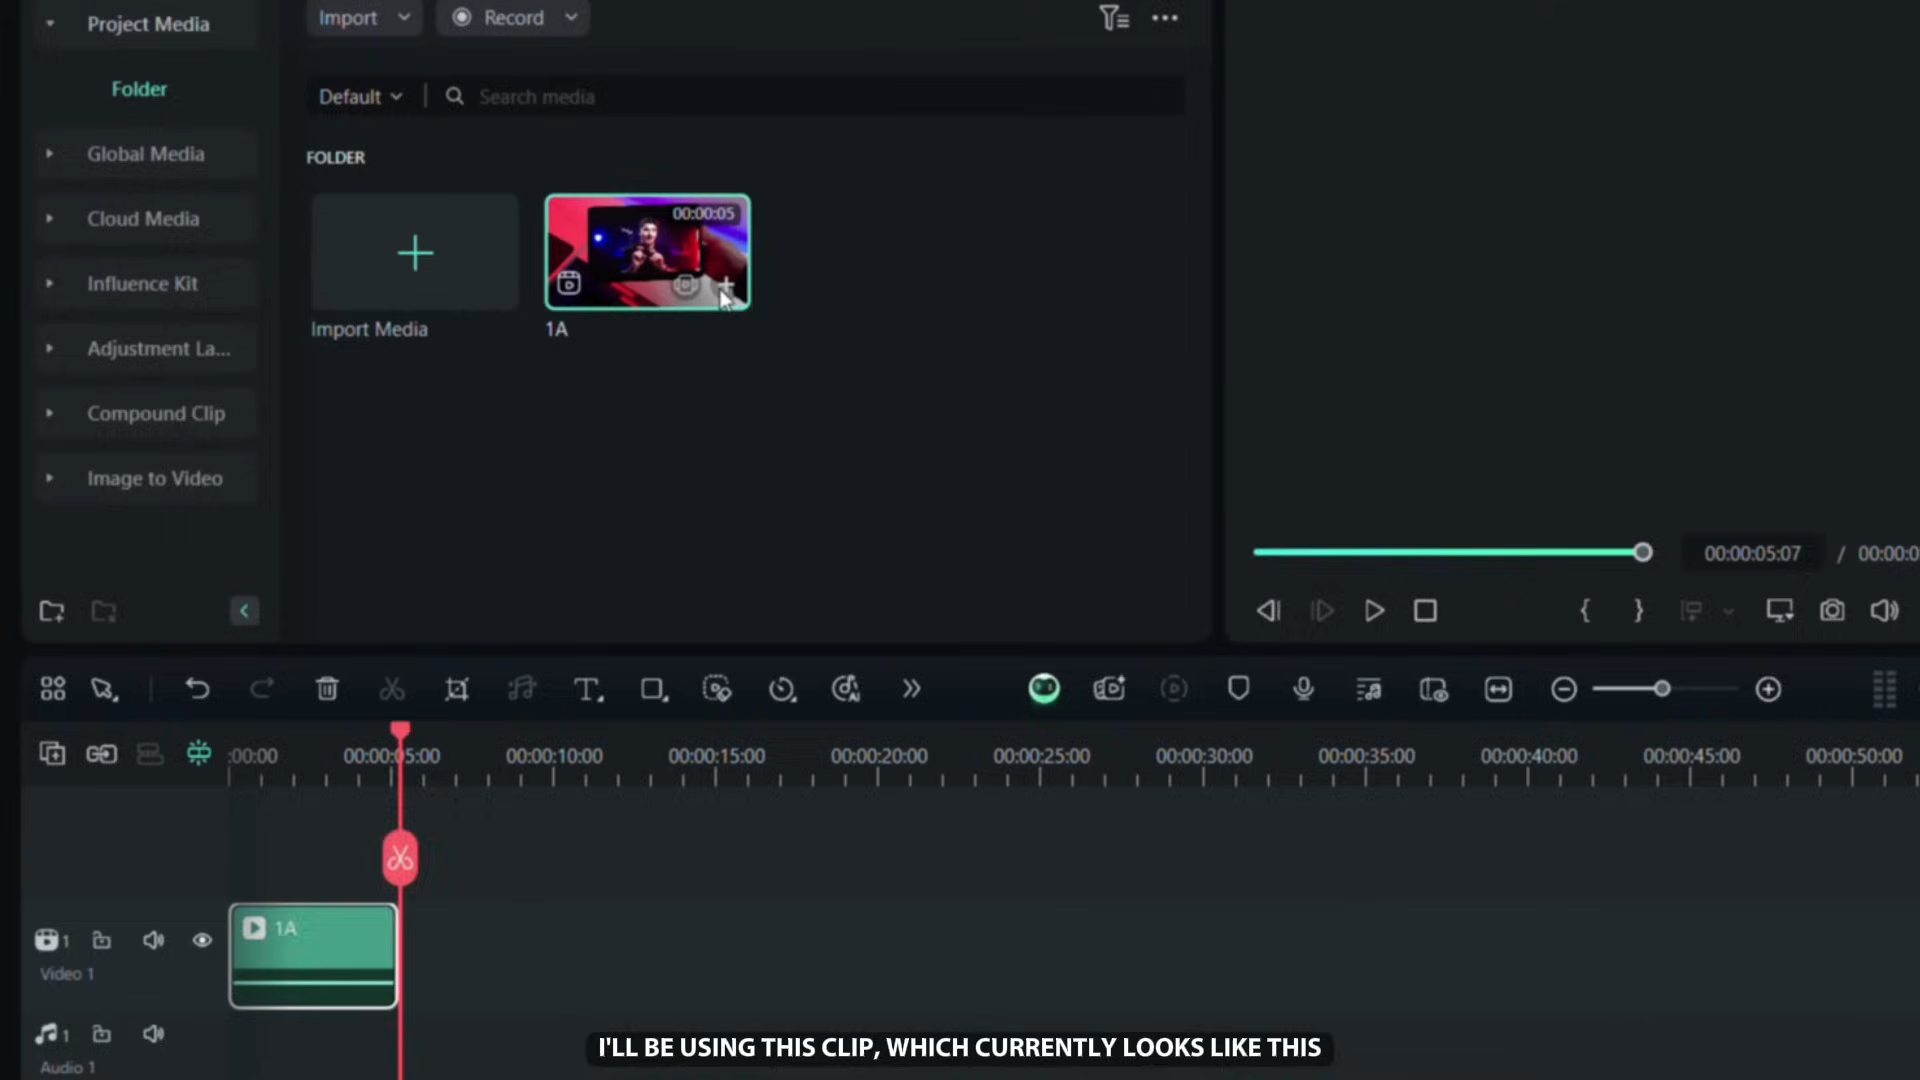 Project Media
Import
Record
Folder
Default
Search media
Global Media
FOLDER
00:00:05
Cloud Media
Influence Kit
Import Media
1A
Adjustment La...
Compound Clip
Image to Video
00:00:05:07 / 00:00:0
:00:00 00:00:05:00 00:00:10:00 00:00:15:00 00:00:20:00 00:00:25:00 00:00:30:00 00:00:35:00 00:00:40:00 00:00:45:00 00:00:50:00
1A
1
Video 1
1
Audio 1
I'LL BE USING THIS CLIP, WHICH CURRENTLY LOOKS LIKE THIS